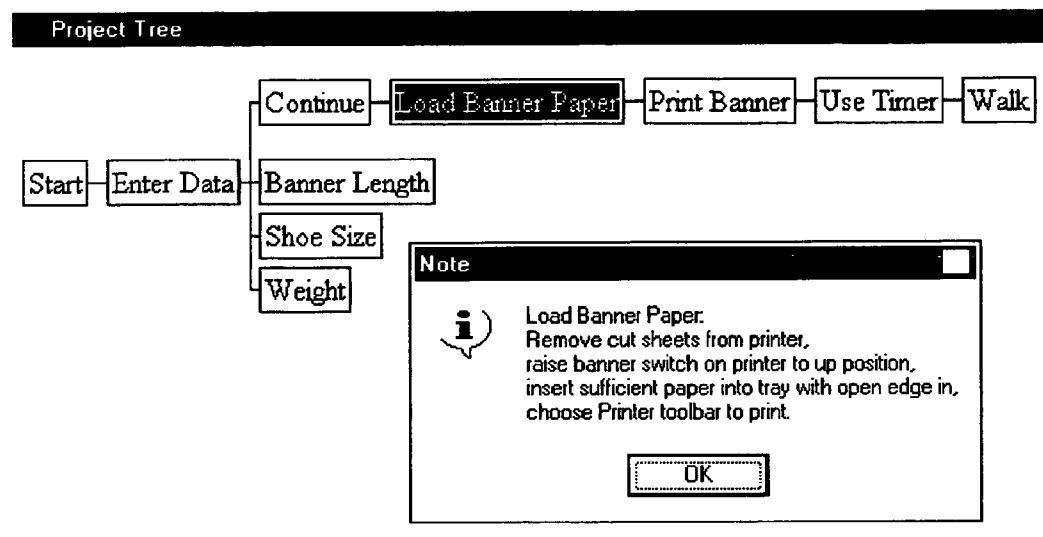 Project Tree
Continue Load Banner Paper Print Banner Use Timer Walk
Start Enter Data Banner Length
Shoe Size
Weight
Note
Load Banner Paper:
Remove cut sheets from printer,
raise banner switch on printer to up position,
insert sufficient paper into tray with open edge in,
choose Printer toolbar to print.
OK